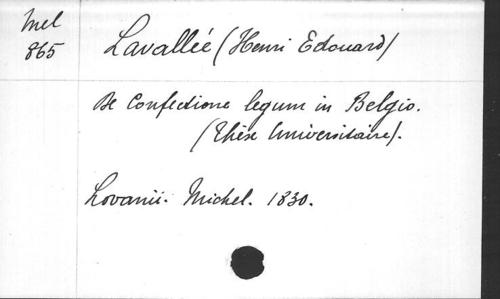 Mel
865
Lavallée (Henri Edouard)
De Confectione legum in Belgio.
(Thèse Universitaire).
Lovanii. Michel. 1830.